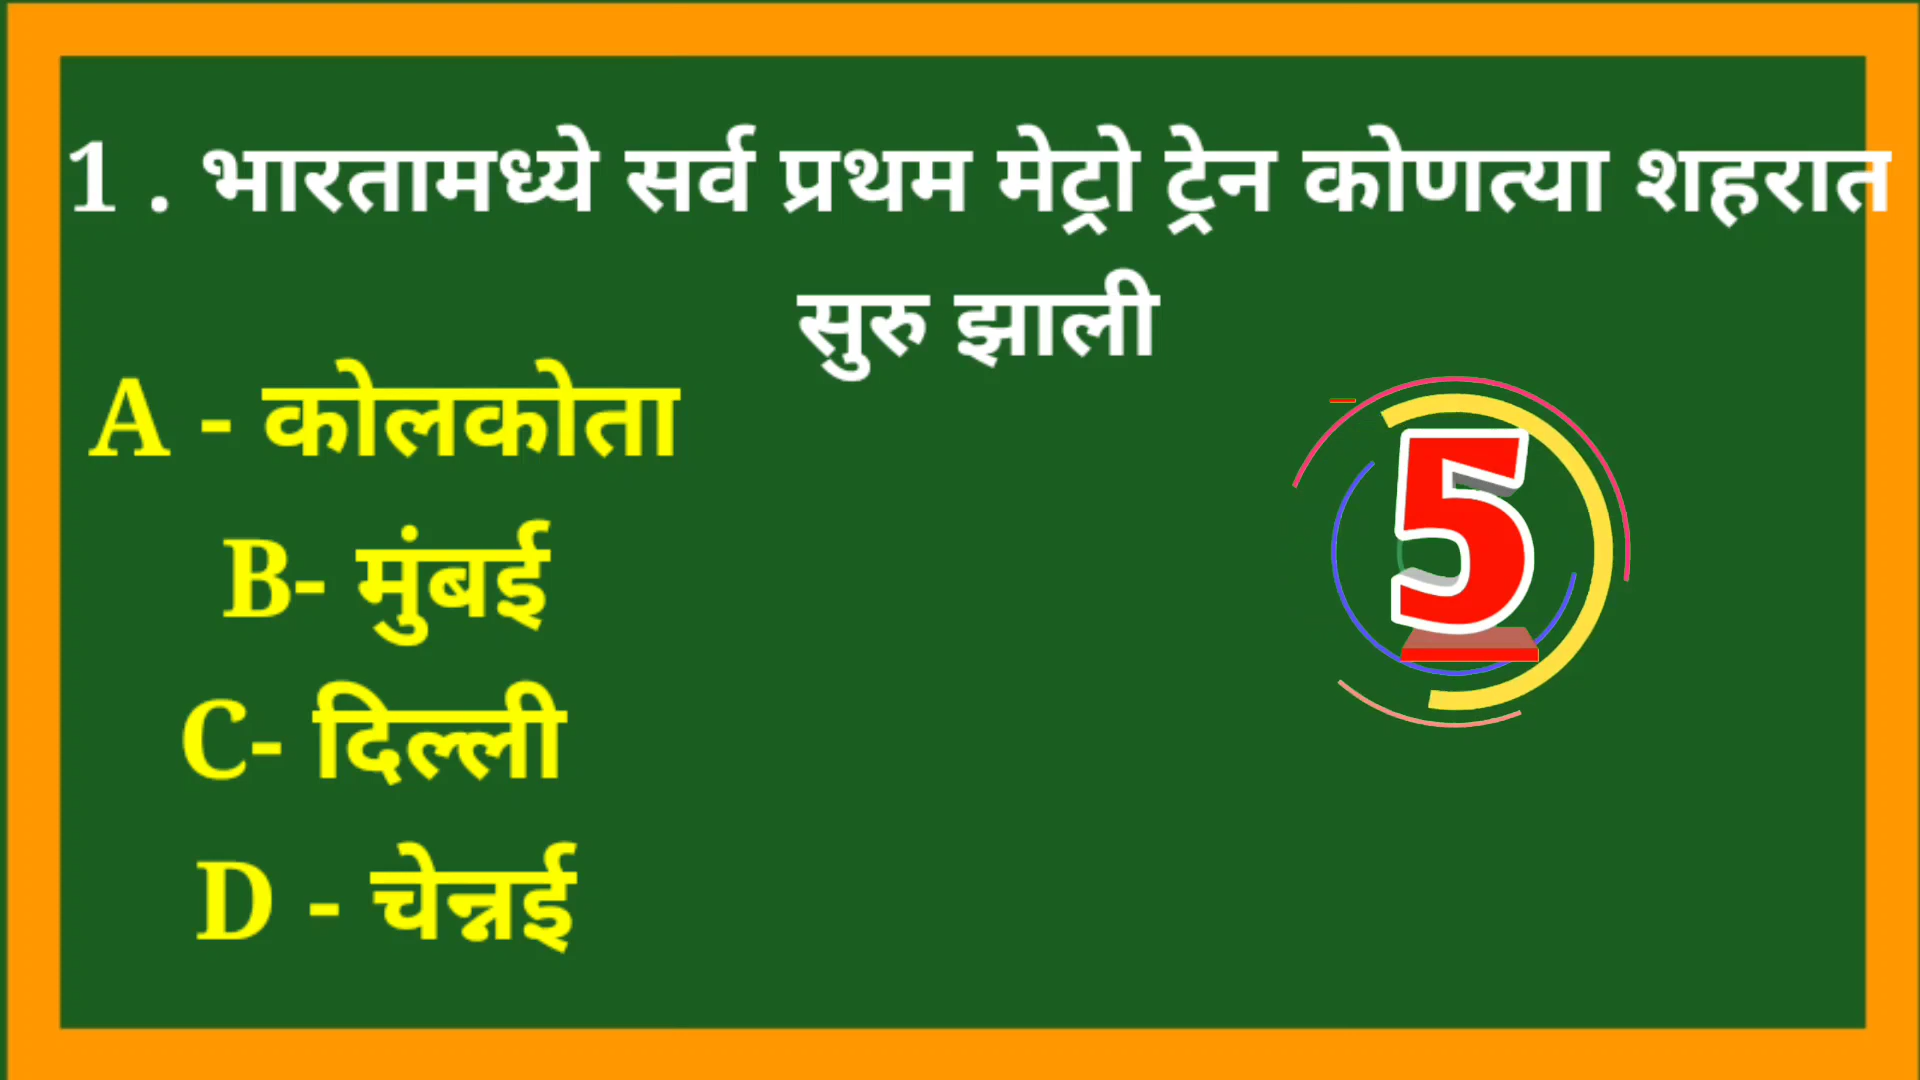 1 . भारतामध्ये सर्व प्रथम मेट्रो ट्रेन कोणत्या शहरात
सुरु झाली
A - कोलकोता
B- मुंबई
C- दिल्ली
D - चेन्नई
5